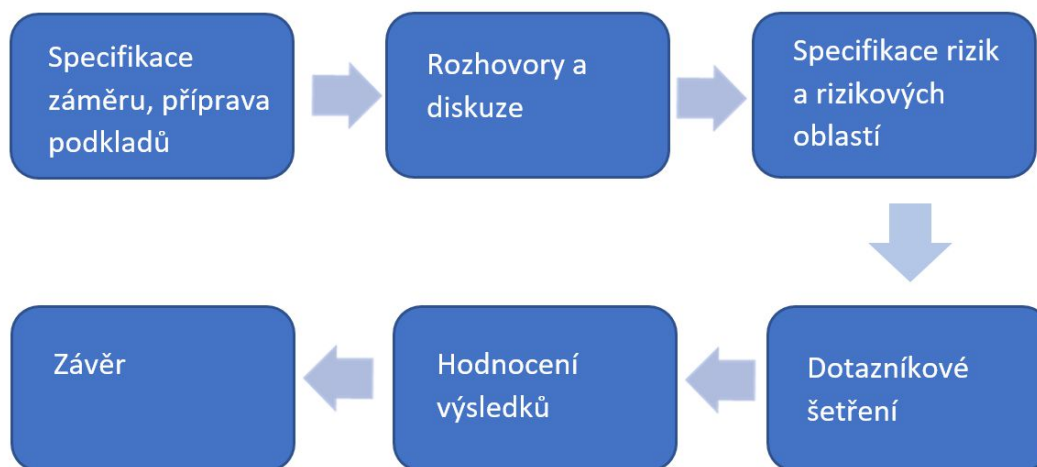 Specifikace
záměru, příprava
podkladů
Rozhovory a
diskuze
Specifikace rizik
a rizikových
oblastí
Dotazníkové
šetření
Hodnocení
výsledků
Závěr